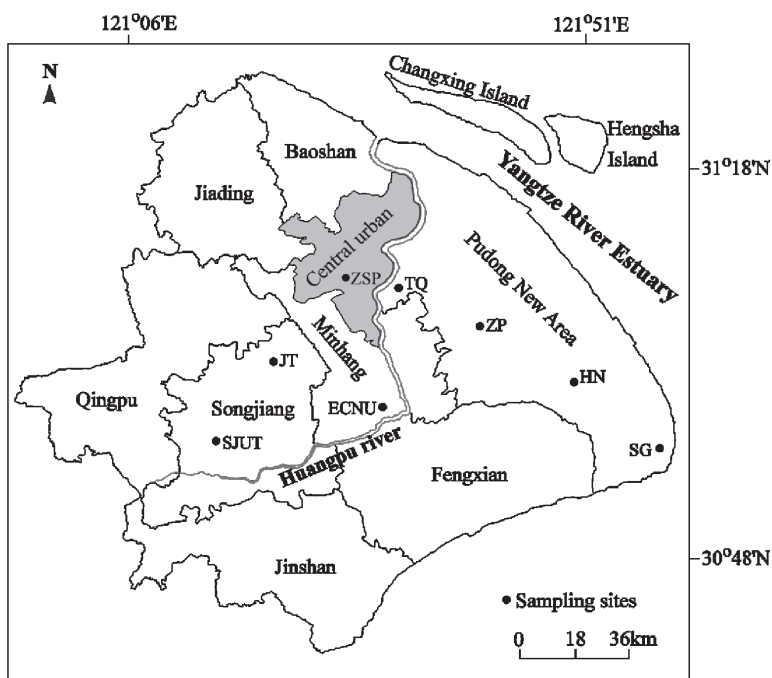 121°06'E
121°51'E
N
Changxing Island
Hengsha
Island
Baoshan
31°18'N
Jiading
Yangtze River Estuary
Central urban
ZSP
TQ
Pudong New Area
ZP
Minhang
JT
HN
Qingpu
Songjiang
ECNU
SJUT
SG
Huangpu river
Fengxian
30°48'N
Jinshan
Sampling sites
0 18 36km